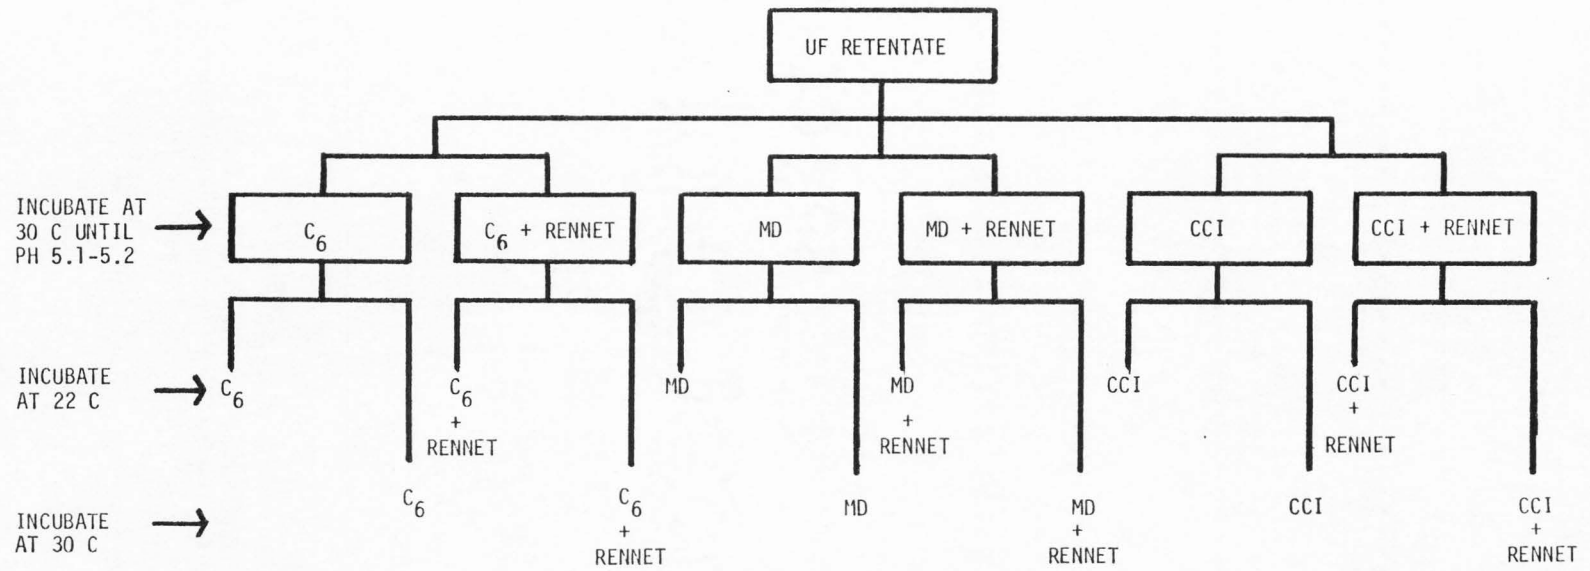 UF RETENTATE
INCUBATE AT
30 C UNTIL
PH 5.1-5.2
C6
C6 + RENNET
MD
MD + RENNET
CCI
CCI + RENNET
INCUBATE
AT 22 C
C6
C6
+
RENNET
MD
MD
+
RENNET
CCI
CCI
+
RENNET
INCUBATE
AT 30 C
C6
C6
+
RENNET
MD
MD
+
RENNET
CCI
CCI
+
RENNET